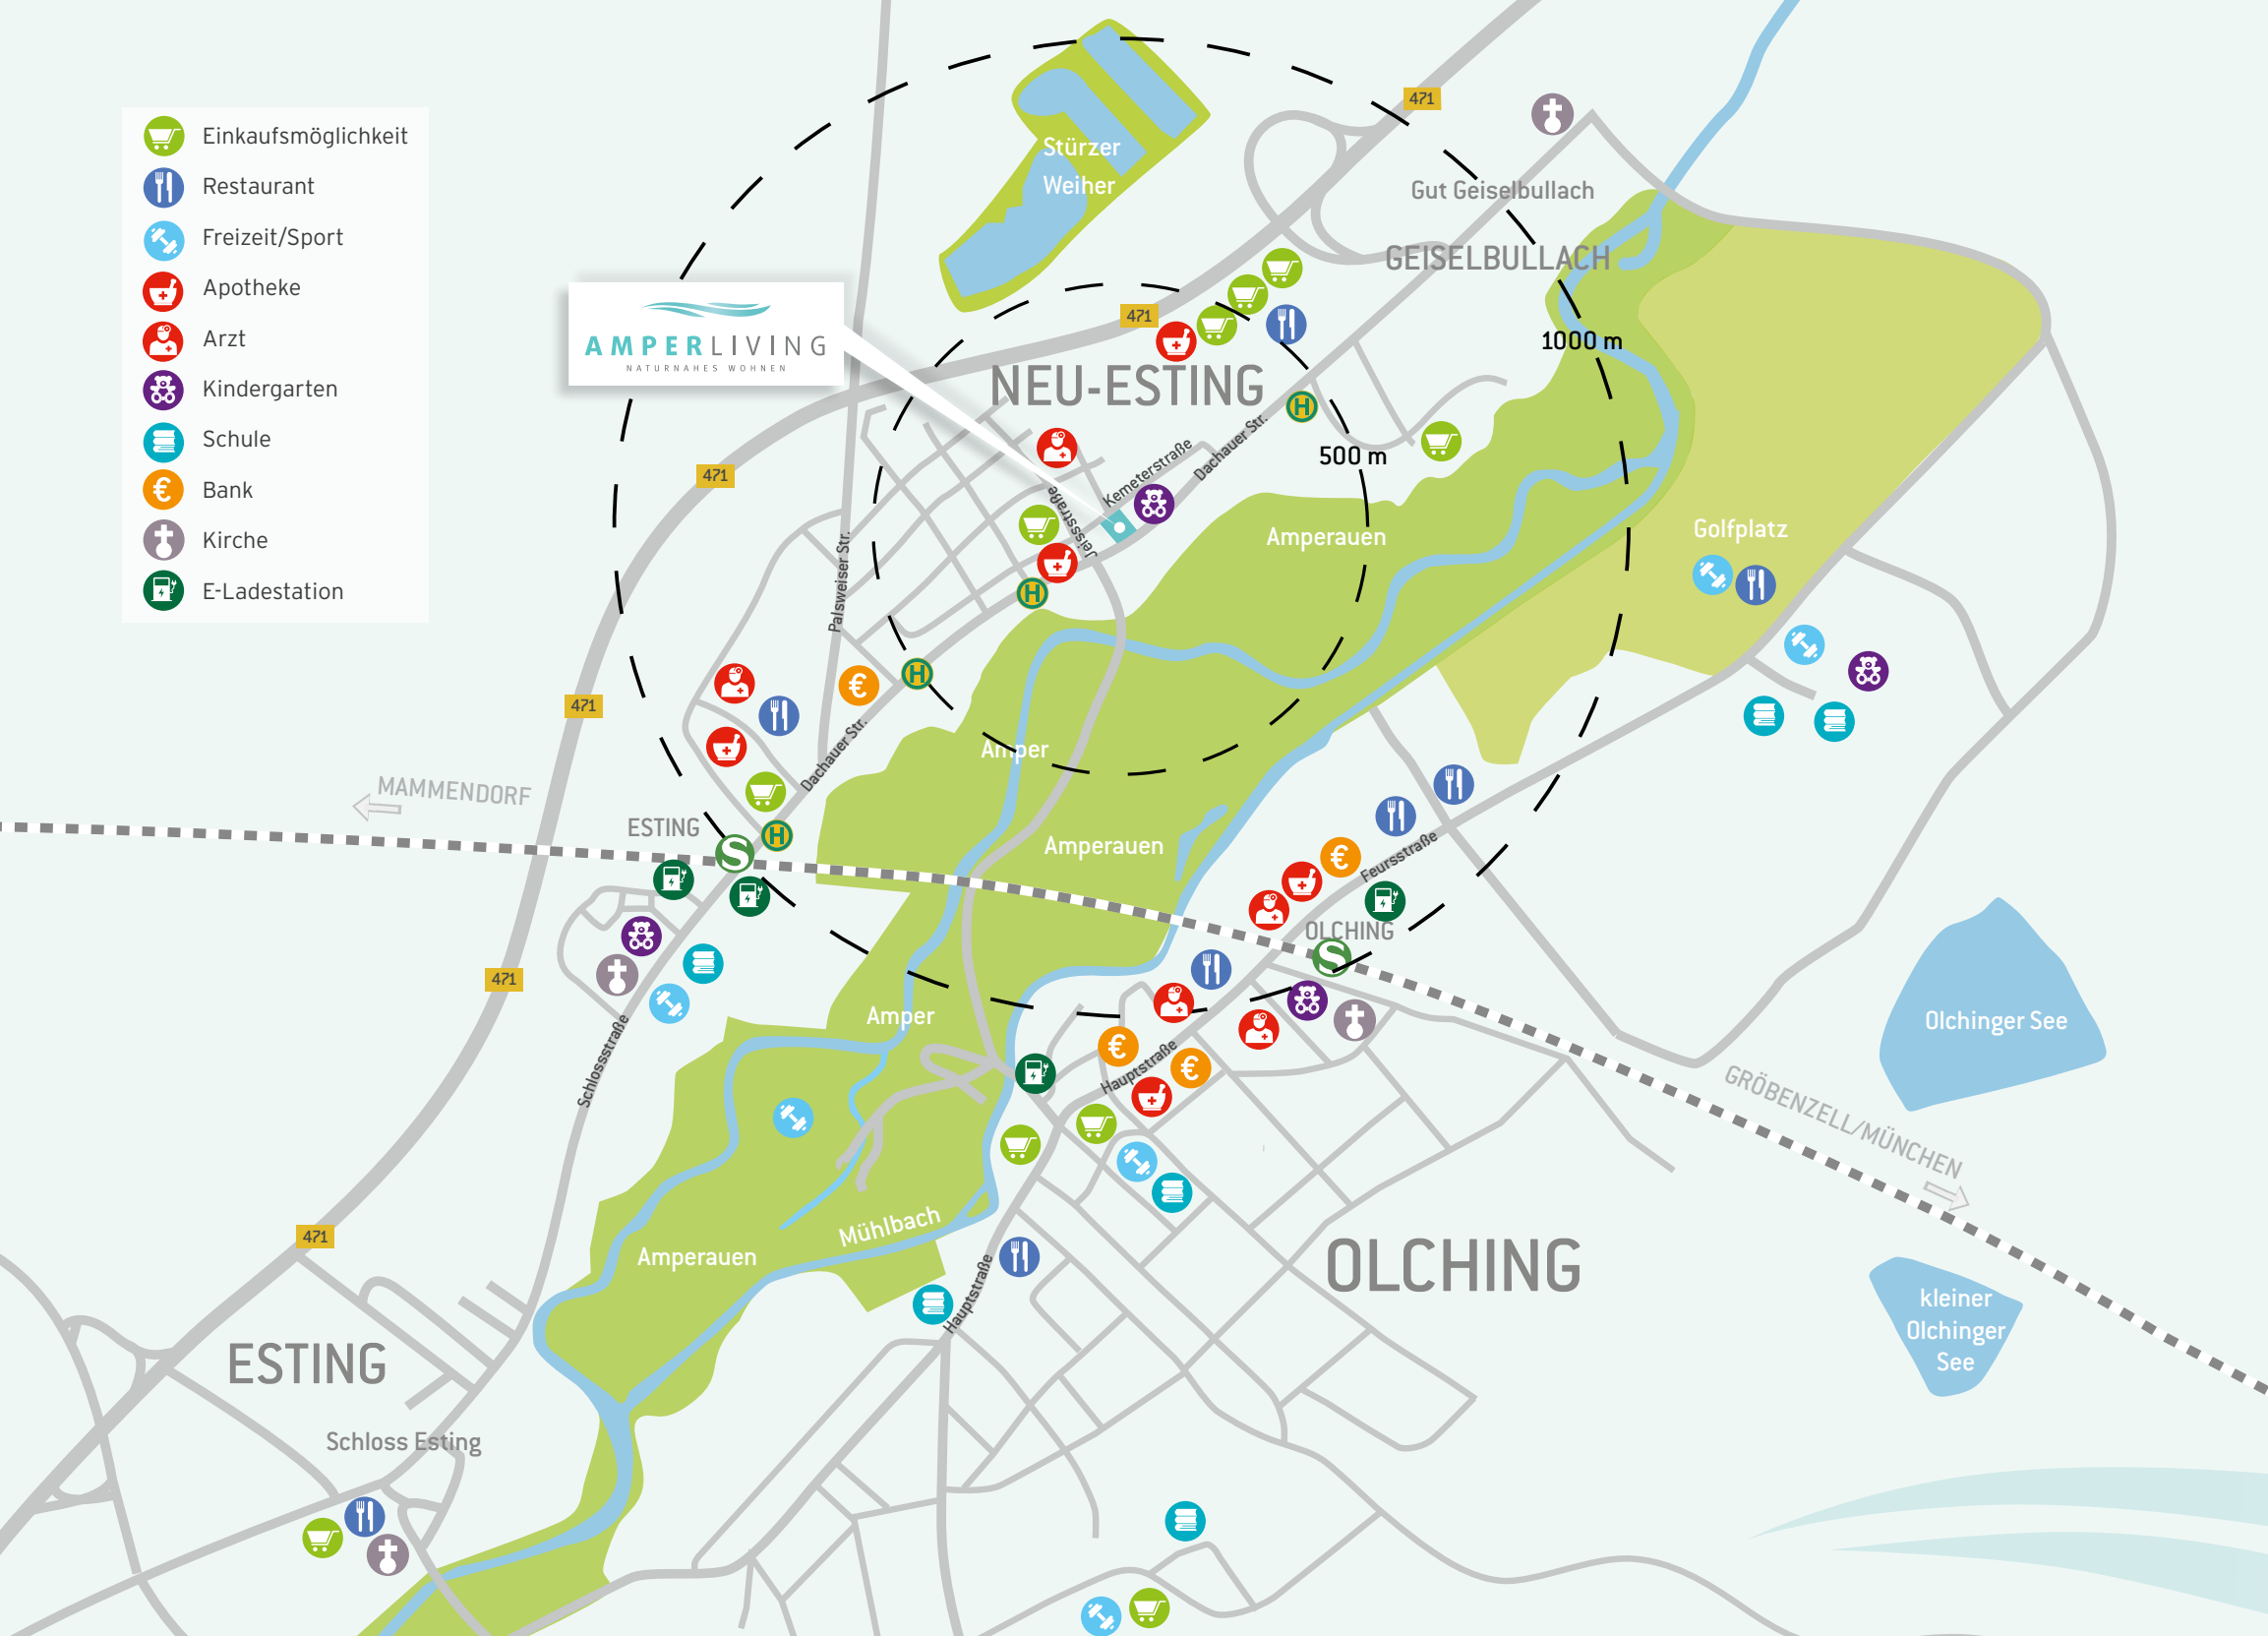 Einkaufsmöglichkeit
Restaurant
Freizeit/Sport
Apotheke
Arzt
Kindergarten
Schule
Bank
Kirche
E-Ladestation
Stürzer
Weiher
471
Gut Geiselbullach
GEISELBULLACH
AMPERLIVING
NATURNAHES WOHNEN
471
1000 m
NEU-ESTING
H
Dachauer Str.
500 m
Kemeterstraße
Jeissstraße
471
Palsweiser Str.
Amperauen
Golfplatz
H
H
471
Dachauer Str.
Amper
MAMMENDORF
ESTING
H
S
Amperauen
Feursstraße
OLCHING
S
471
Amper
Schlossstraße
Hauptstraße
Olchinger See
GRÖBENZELL/MÜNCHEN
Mühlbach
471
Amperauen
Hauptstraße
OLCHING
kleiner
Olchinger
See
ESTING
Schloss Esting